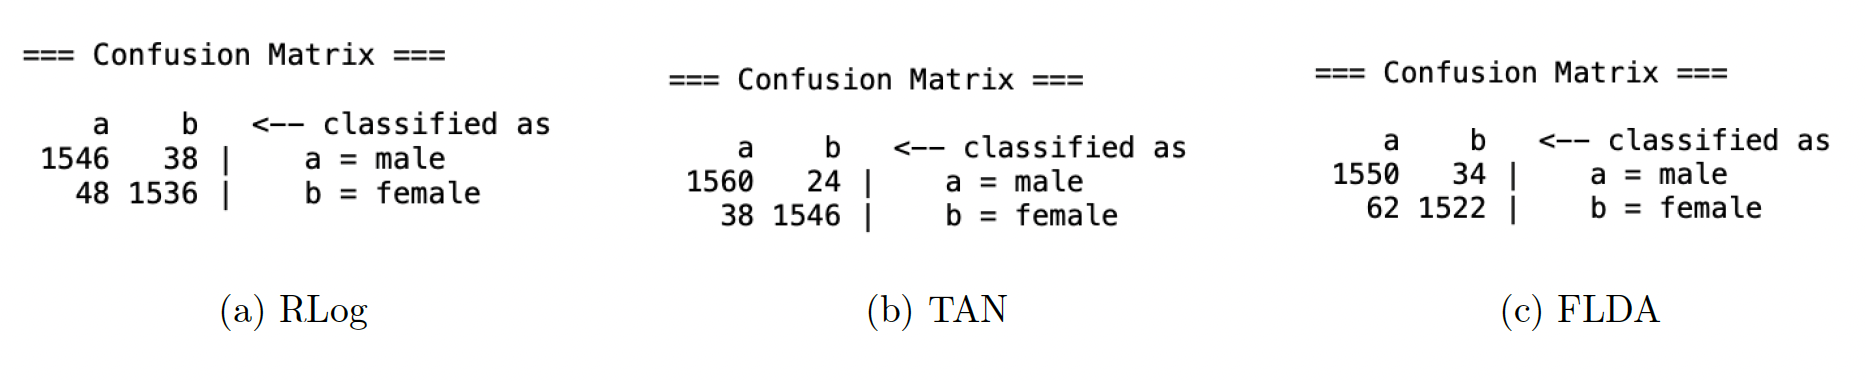 === Confusion Matrix ===
a b <-- classified as
1546 38 | a = male
48 1536 | b = female
(a) RLog
=== Confusion Matrix ===
a b <-- classified as
1560 24 | a = male
38 1546 | b = female
(b) TAN
=== Confusion Matrix ===
a b <-- classified as
1550 34 | a = male
62 1522 | b = female
(c) FLDA